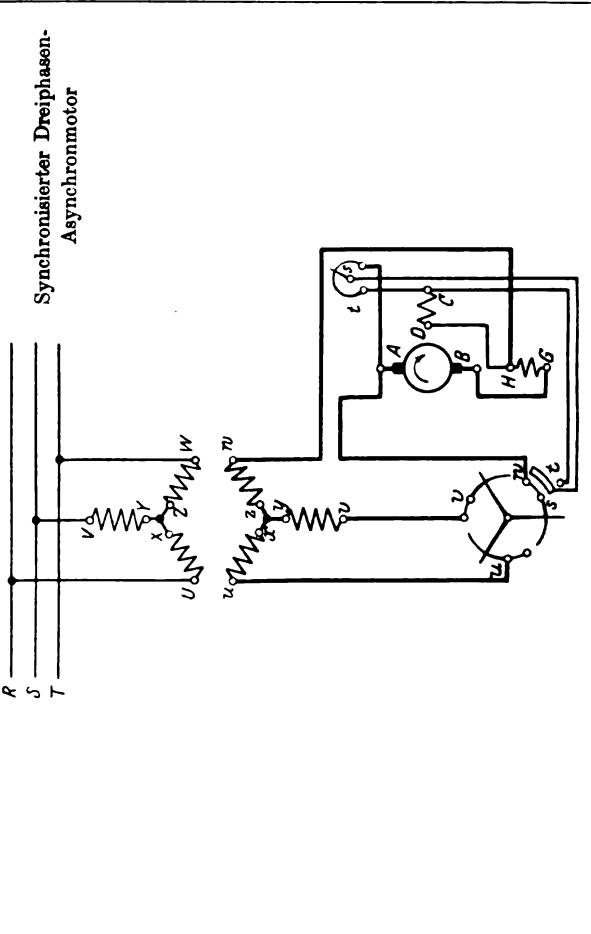 Synchronisierter Dreiphasen-
Asynchronmotor
R
S
T
V
Y
X
Z
U
W
u
w
z
x
y
v
s
t
A
B
C
D
H
G
v
w
u
s
t